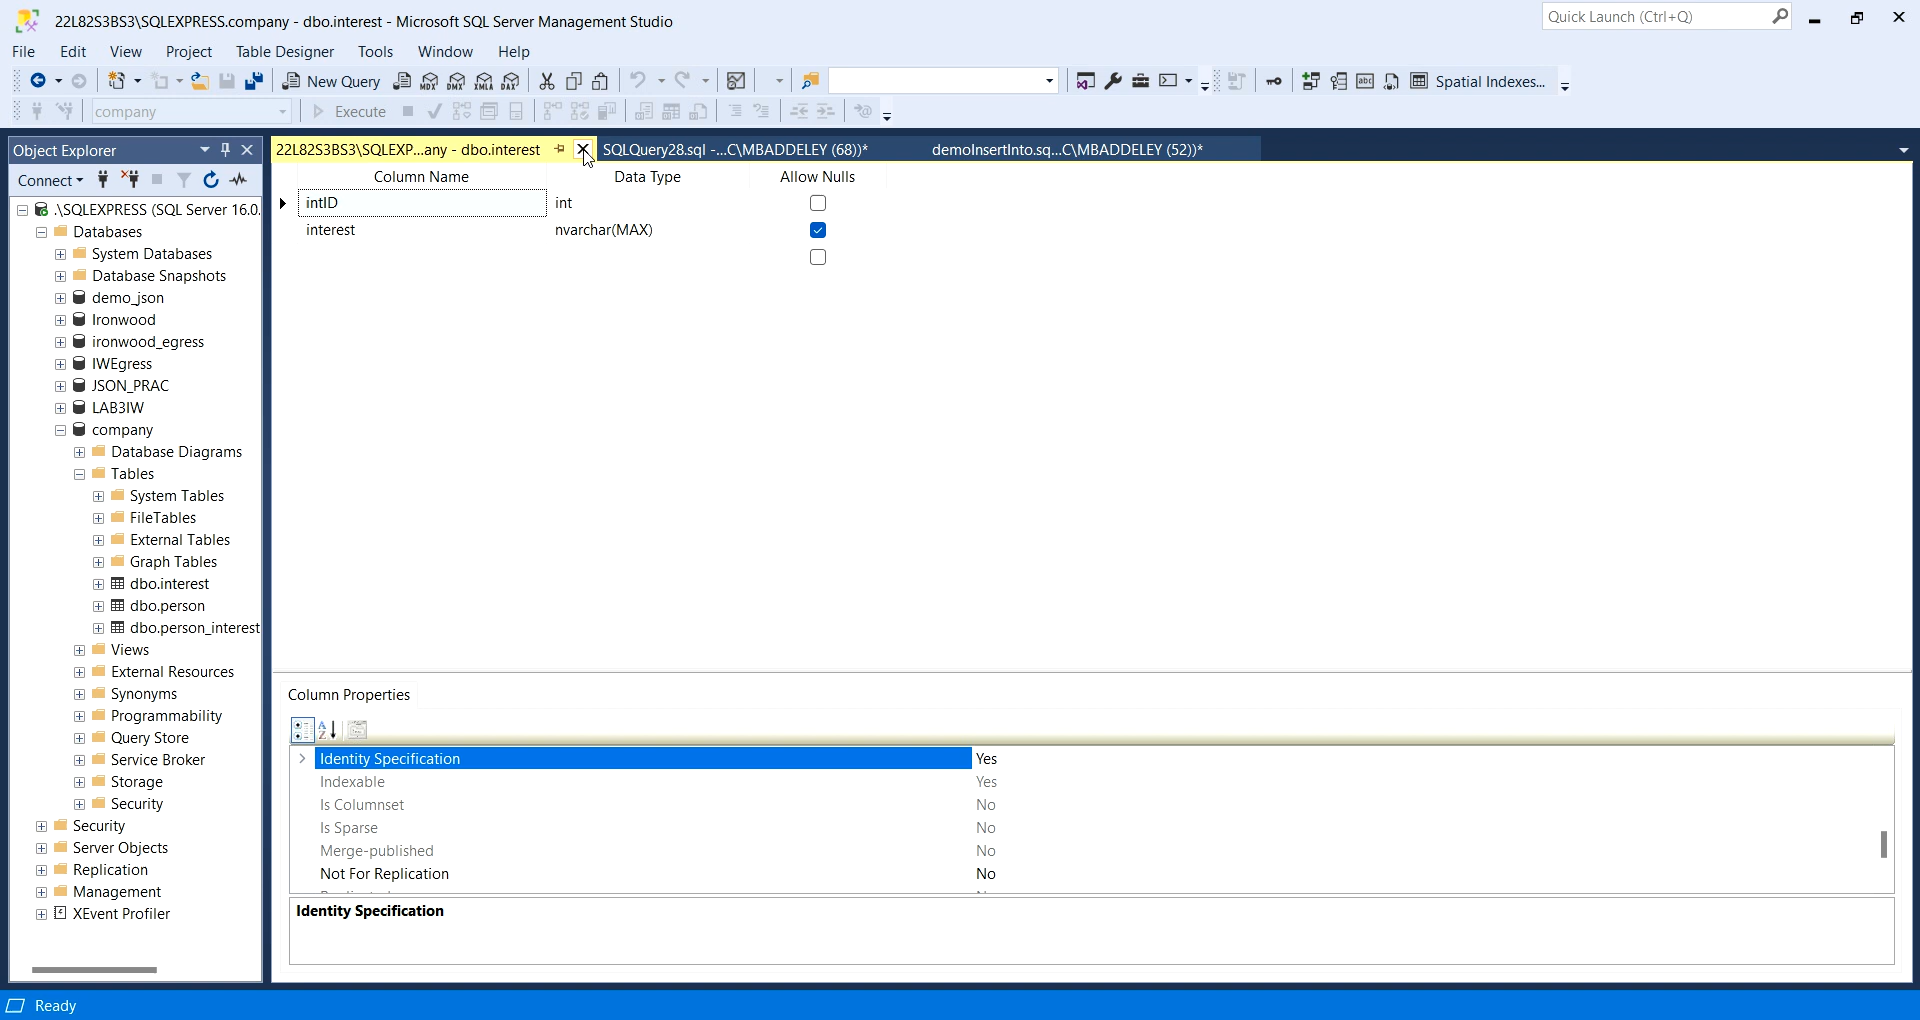 22L82S3BS3\SQLEXPRESS.company - dbo.interest - Microsoft SQL Server Management Studio
Quick Launch (Ctrl+Q)
File Edit View Project Table Designer Tools Window Help
New Query MDX DMX XMLA DAX Spatial Indexes...
company Execute
Object Explorer
22L82S3BS3\SQLEXP...any - dbo.interest SQLQuery28.sql -...C\MBADDELEY (68))* demoInsertInto.sq...C\MBADDELEY (52))*
Connect
Column Name Data Type Allow Nulls
intID int
interest nvarchar(MAX)
.\SQLEXPRESS (SQL Server 16.0.
Databases
System Databases
Database Snapshots
demo_json
Ironwood
ironwood_egress
IWEgress
JSON_PRAC
LAB3IW
company
Database Diagrams
Tables
System Tables
FileTables
External Tables
Graph Tables
dbo.interest
dbo.person
dbo.person_interest
Views
External Resources
Synonyms
Programmability
Query Store
Service Broker
Storage
Security
Security
Server Objects
Replication
Management
XEvent Profiler
Column Properties
Identity Specification Yes
Indexable Yes
Is Columnset No
Is Sparse No
Merge-published No
Not For Replication No
Identity Specification
Ready